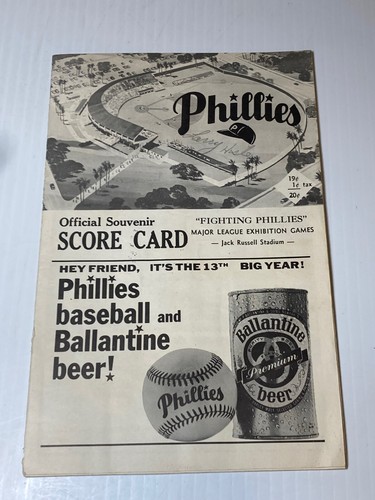 Phillies
P
19¢
1¢ tax
20¢
Official Souvenir
SCORE CARD
"FIGHTING PHILLIES"
MAJOR LEAGUE EXHIBITION GAMES
— Jack Russell Stadium —
HEY FRIEND, IT'S THE 13TH BIG YEAR!
Phillies
baseball and
Ballantine
beer!
Phillies
Ballantine
Premium
beer